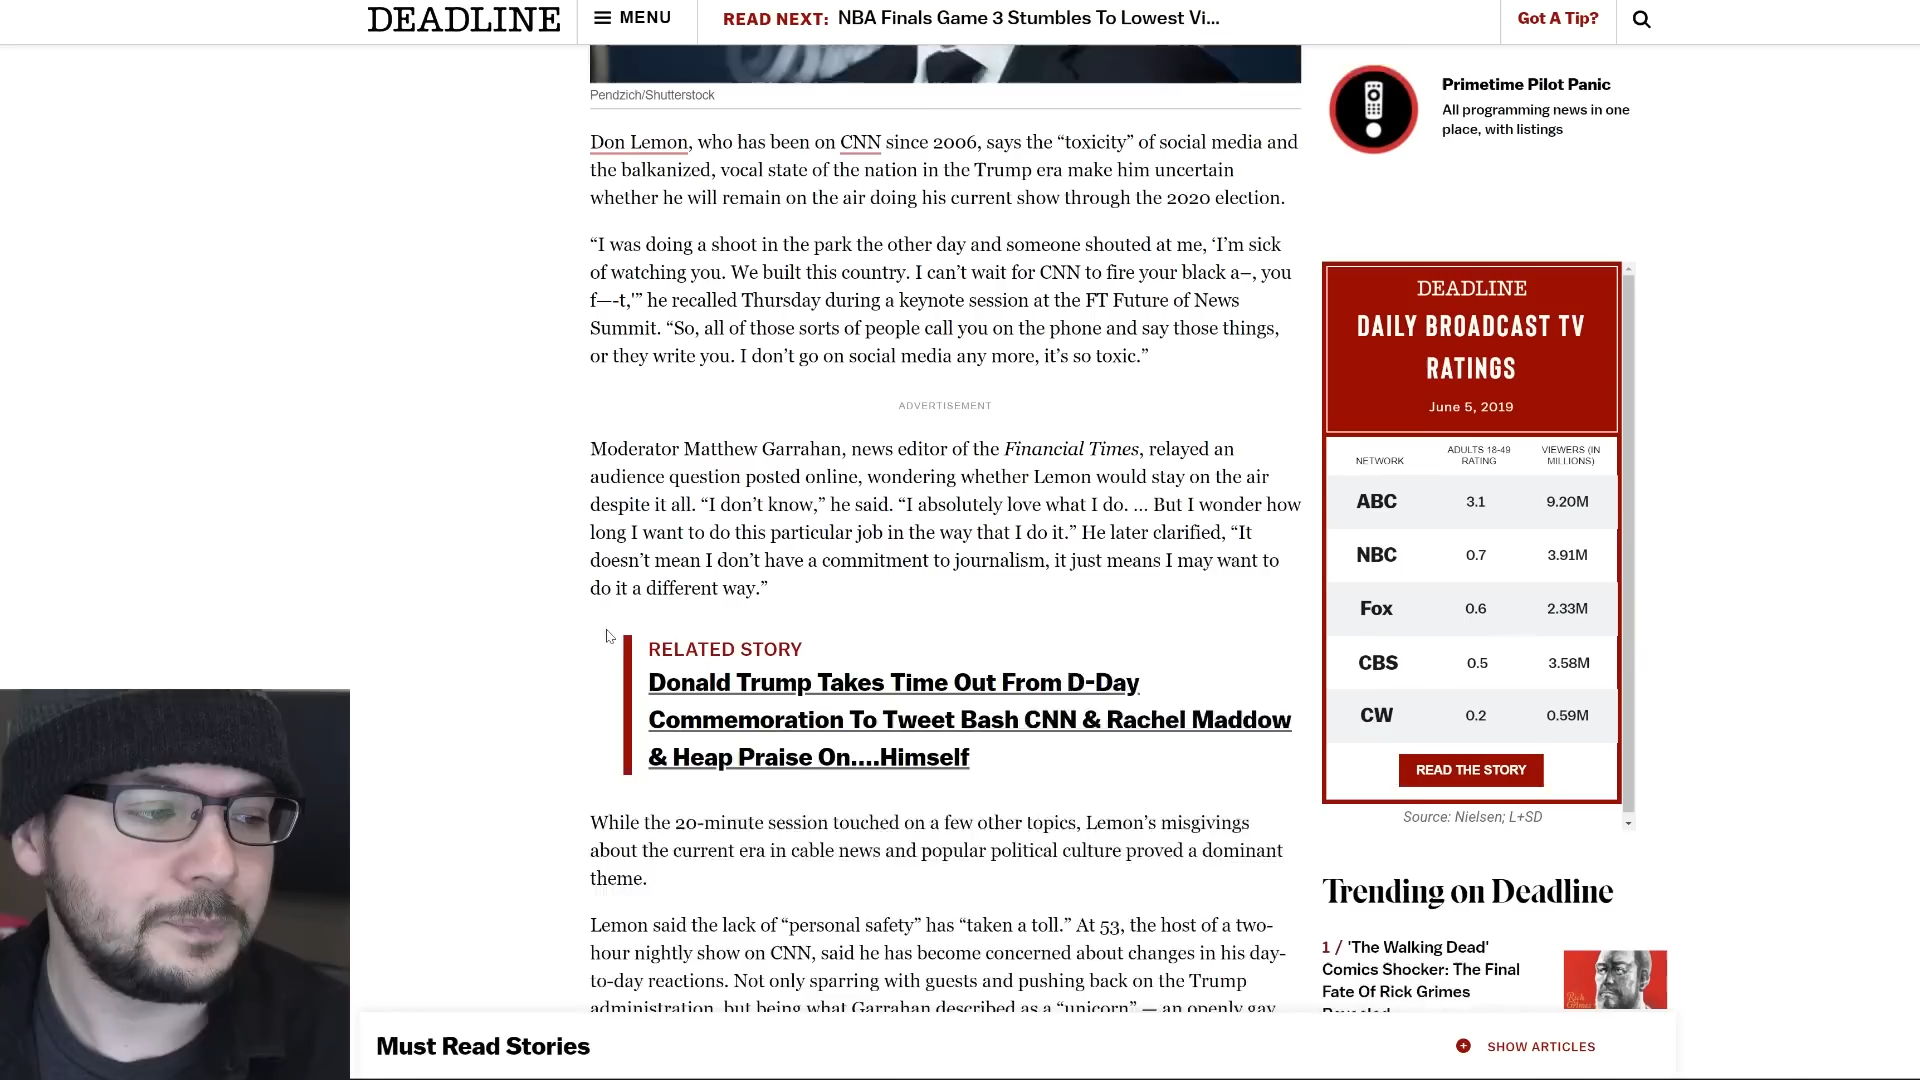 DEADLINE
MENU
READ NEXT: NBA Finals Game 3 Stumbles To Lowest Vi...
Got A Tip?
Pendzich/Shutterstock
Don Lemon, who has been on CNN since 2006, says the “toxicity” of social media and
the balkanized, vocal state of the nation in the Trump era make him uncertain
whether he will remain on the air doing his current show through the 2020 election.
“I was doing a shoot in the park the other day and someone shouted at me, ‘I’m sick
of watching you. We built this country. I can’t wait for CNN to fire your black a–, you
f—-t,'” he recalled Thursday during a keynote session at the FT Future of News
Summit. “So, all of those sorts of people call you on the phone and say those things,
or they write you. I don’t go on social media any more, it’s so toxic.”
ADVERTISEMENT
Moderator Matthew Garrahan, news editor of the Financial Times, relayed an
audience question posted online, wondering whether Lemon would stay on the air
despite it all. “I don’t know,” he said. “I absolutely love what I do. … But I wonder how
long I want to do this particular job in the way that I do it.” He later clarified, “It
doesn’t mean I don’t have a commitment to journalism, it just means I may want to
do it a different way.”
RELATED STORY
Donald Trump Takes Time Out From D-Day
Commemoration To Tweet Bash CNN & Rachel Maddow
& Heap Praise On....Himself
While the 20-minute session touched on a few other topics, Lemon’s misgivings
about the current era in cable news and popular political culture proved a dominant
theme.
Lemon said the lack of “personal safety” has “taken a toll.” At 53, the host of a two-
hour nightly show on CNN, said he has become concerned about changes in his day-
to-day reactions. Not only sparring with guests and pushing back on the Trump
administration, but being what Garrahan described as a “unicorn” — an openly gay
Primetime Pilot Panic
All programming news in one
place, with listings
DEADLINE
DAILY BROADCAST TV
RATINGS
June 5, 2019
NETWORK ADULTS 18-49 RATING VIEWERS (IN MILLIONS)
ABC 3.1 9.20M
NBC 0.7 3.91M
Fox 0.6 2.33M
CBS 0.5 3.58M
CW 0.2 0.59M
READ THE STORY
Source: Nielsen; L+SD
Trending on Deadline
1 / 'The Walking Dead'
Comics Shocker: The Final
Fate Of Rick Grimes
Rick
Grimes
Must Read Stories
SHOW ARTICLES